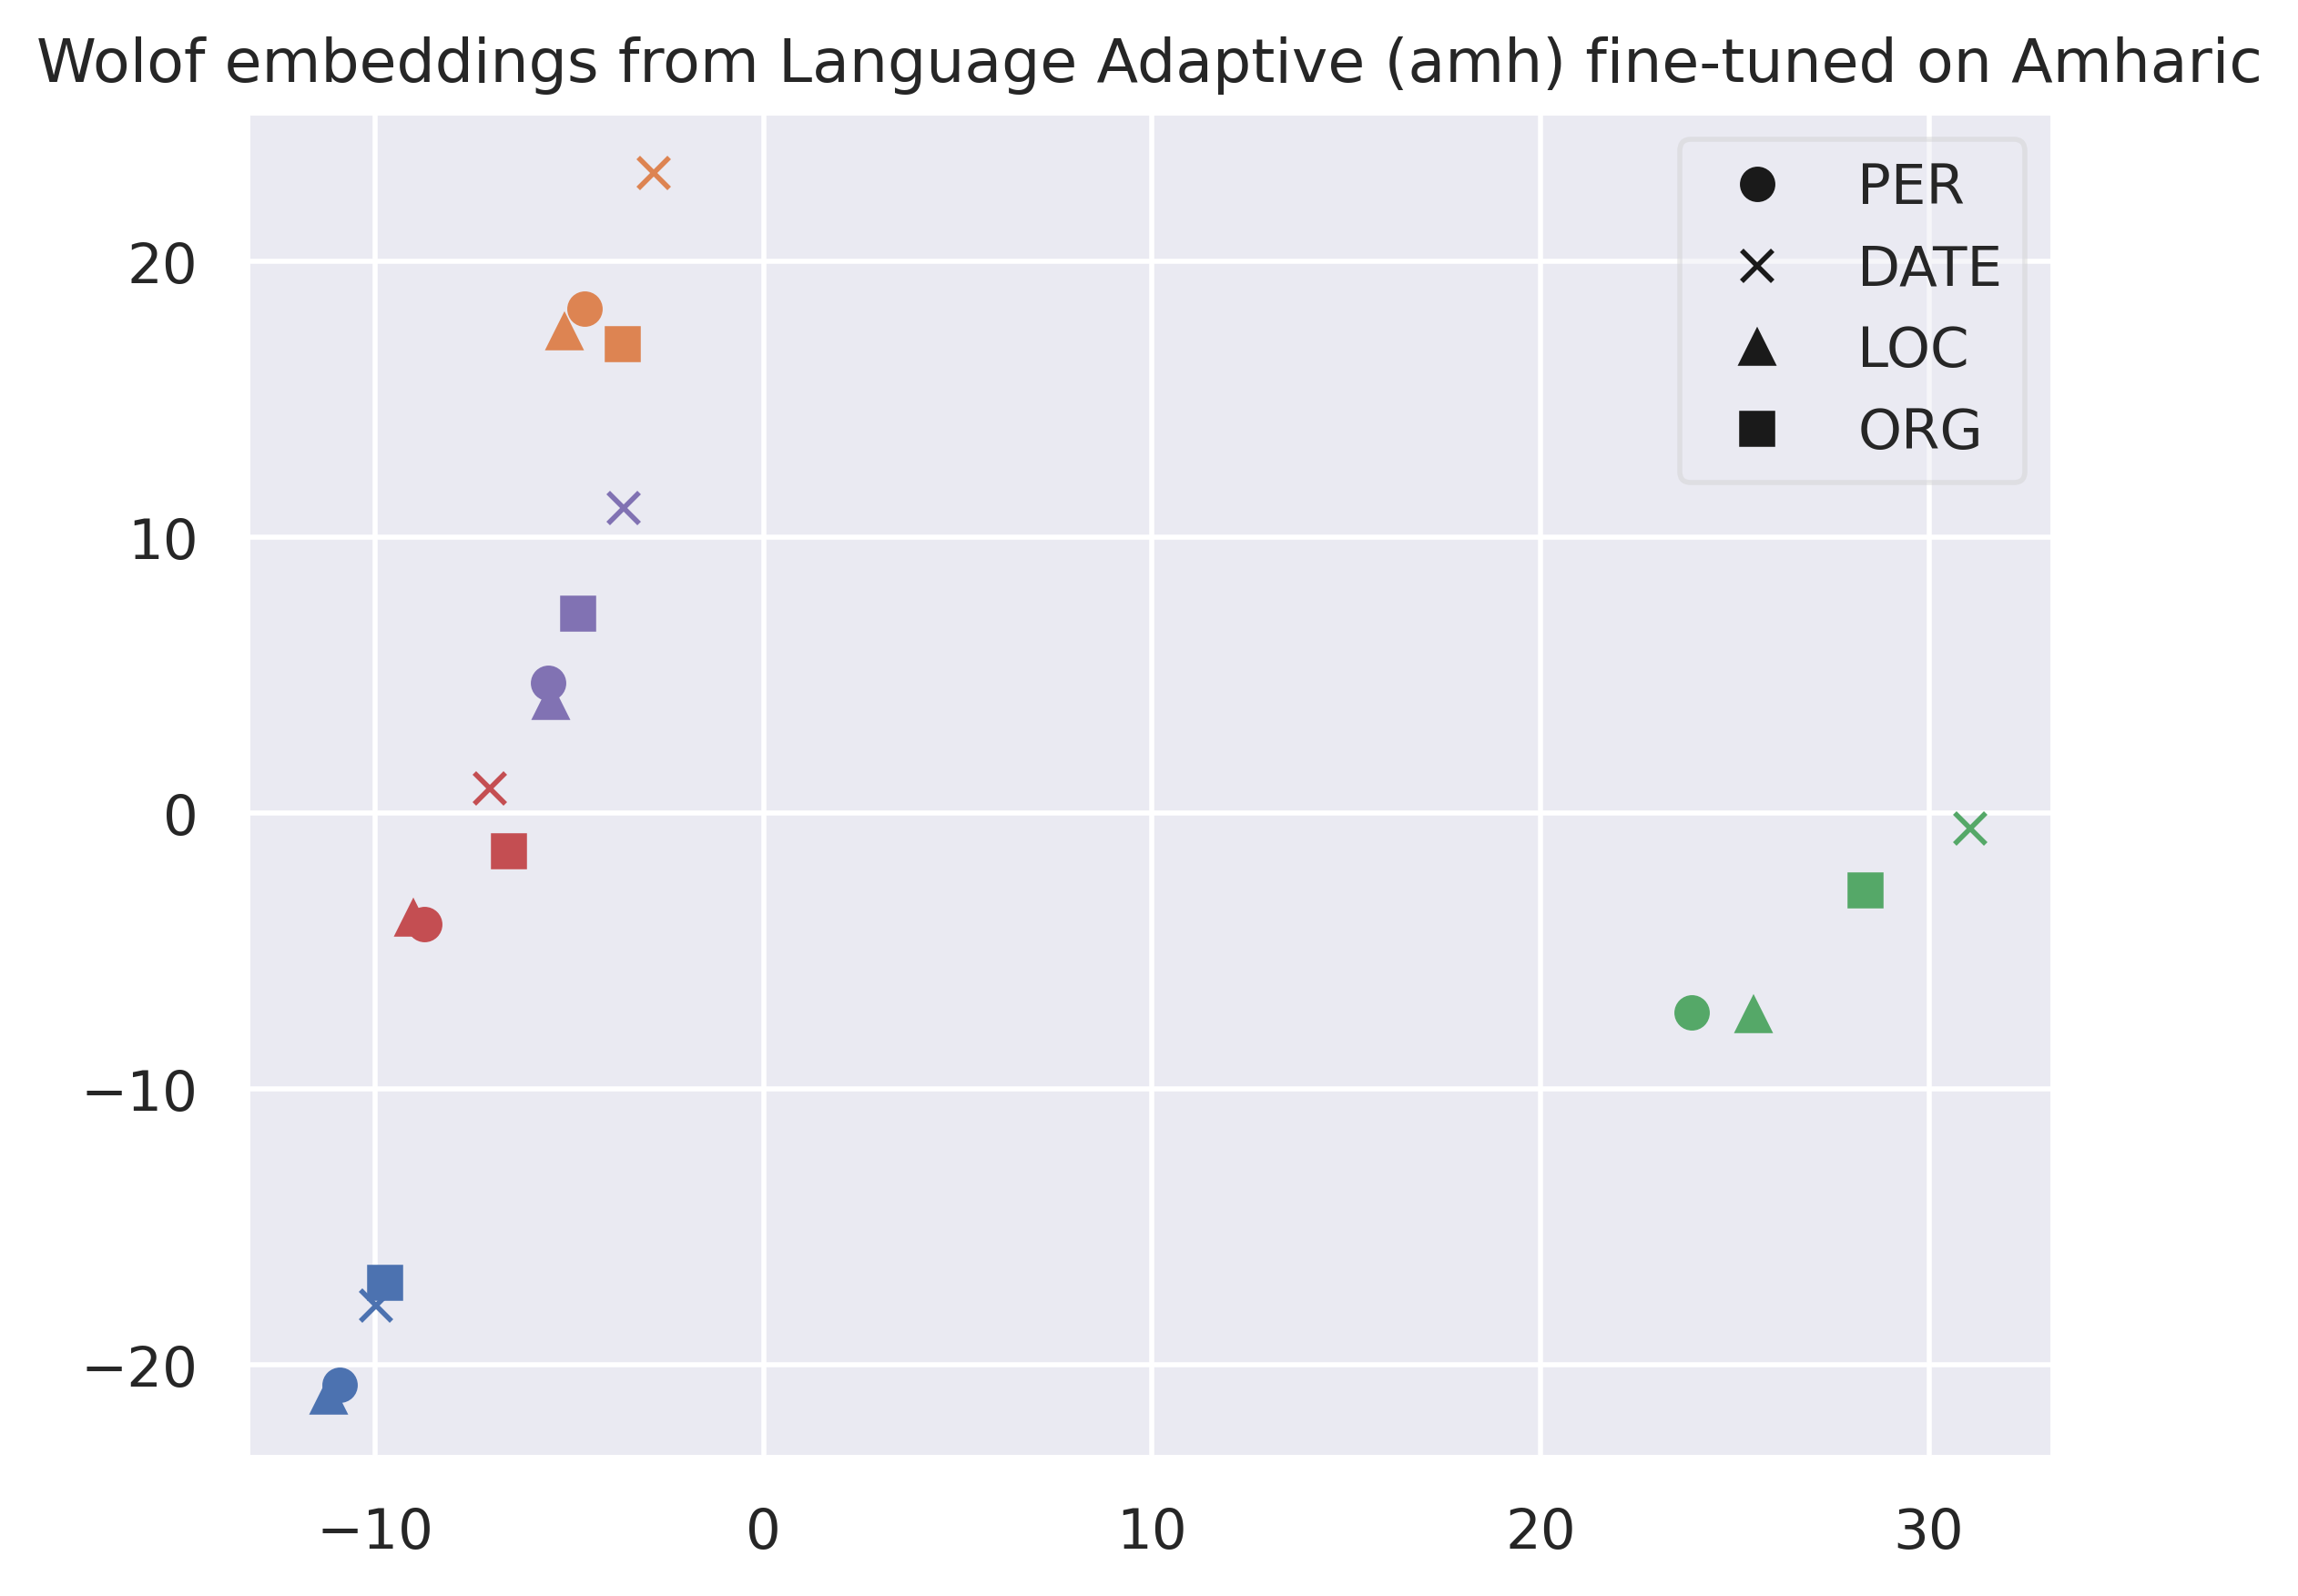 Wolof embeddings from Language Adaptive (amh) fine-tuned on Amharic
PER
DATE
LOC
ORG
20
10
0
−10
−20
−10 0 10 20 30